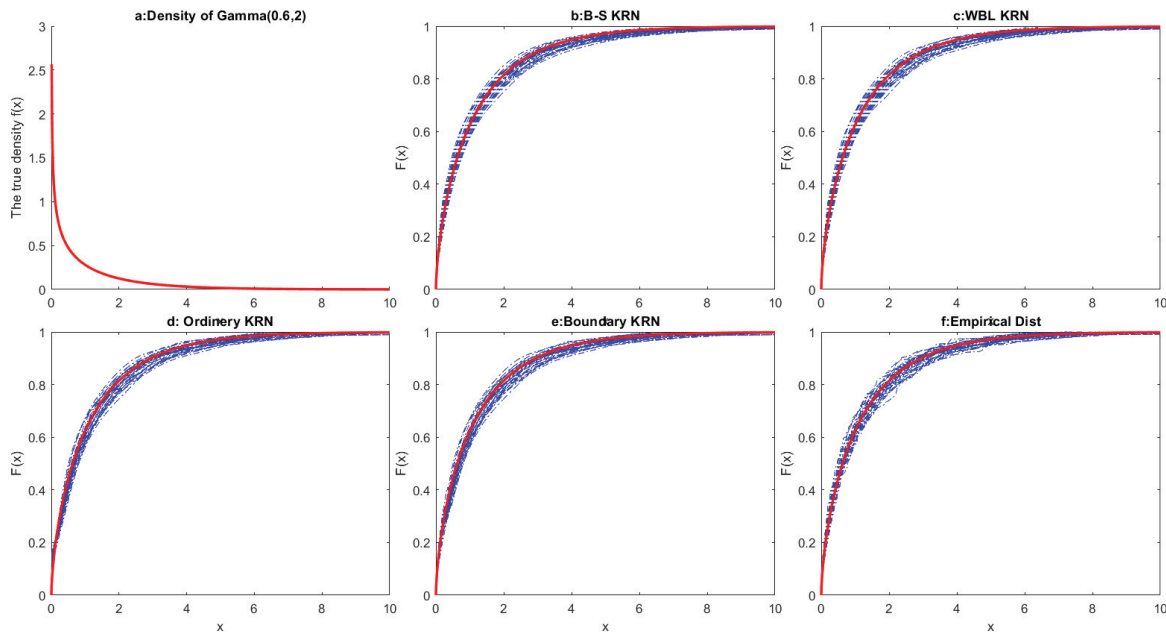 a:Density of Gamma(0.6,2)
The true density f(x)
3
2.5
2
1.5
1
0.5
0
0 2 4 6 8 10
b:B-S KRN
F(x)
1
0.8
0.6
0.4
0.2
0
0 2 4 6 8 10
c:WBL KRN
F(x)
1
0.8
0.6
0.4
0.2
0
0 2 4 6 8 10
d: Ordinery KRN
F(x)
1
0.8
0.6
0.4
0.2
0
0 2 4 6 8 10
x
e:Boundary KRN
F(x)
1
0.8
0.6
0.4
0.2
0
0 2 4 6 8 10
x
f:Empirical Dist
F(x)
1
0.8
0.6
0.4
0.2
0
0 2 4 6 8 10
x